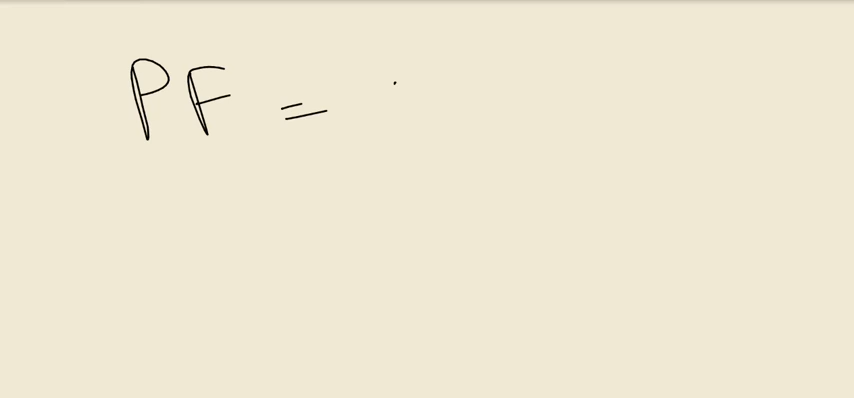 PF =